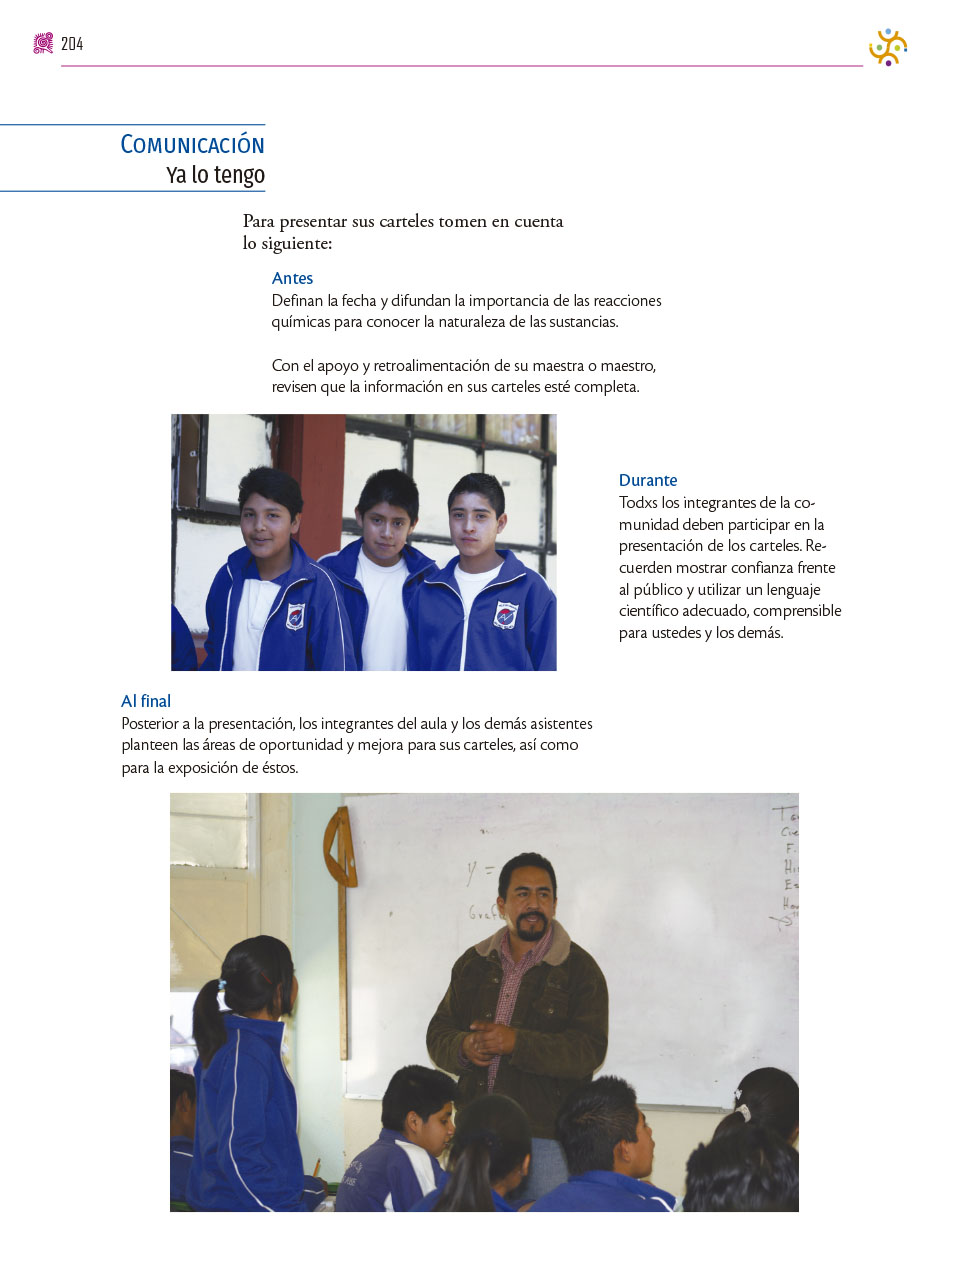 204
Comunicación
Ya lo tengo
Para presentar sus carteles tomen en cuenta
lo siguiente:
Antes
Definan la fecha y difundan la importancia de las reacciones
químicas para conocer la naturaleza de las sustancias.
Con el apoyo y retroalimentación de su maestra o maestro,
revisen que la información en sus carteles esté completa.
Durante
Todxs los integrantes de la co-
munidad deben participar en la
presentación de los carteles. Re-
cuerden mostrar confianza frente
al público y utilizar un lenguaje
científico adecuado, comprensible
para ustedes y los demás.
Al final
Posterior a la presentación, los integrantes del aula y los demás asistentes
planteen las áreas de oportunidad y mejora para sus carteles, así como
para la exposición de éstos.
y =
F.